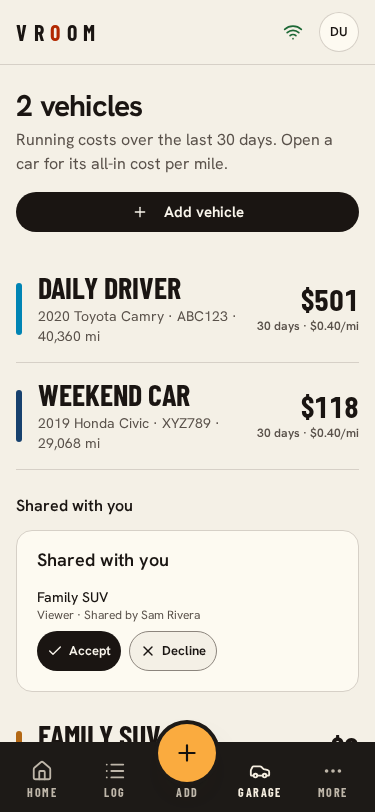 VROOM
DU
2 vehicles
Running costs over the last 30 days. Open a
car for its all-in cost per mile.
+ Add vehicle
DAILY DRIVER
2020 Toyota Camry · ABC123 ·
40,360 mi
$501
30 days · $0.40/mi
WEEKEND CAR
2019 Honda Civic · XYZ789 ·
29,068 mi
$118
30 days · $0.40/mi
Shared with you
Shared with you
Family SUV
Viewer · Shared by Sam Rivera
Accept
Decline
FAMILY SUV
HOME
LOG
ADD
GARAGE
MORE